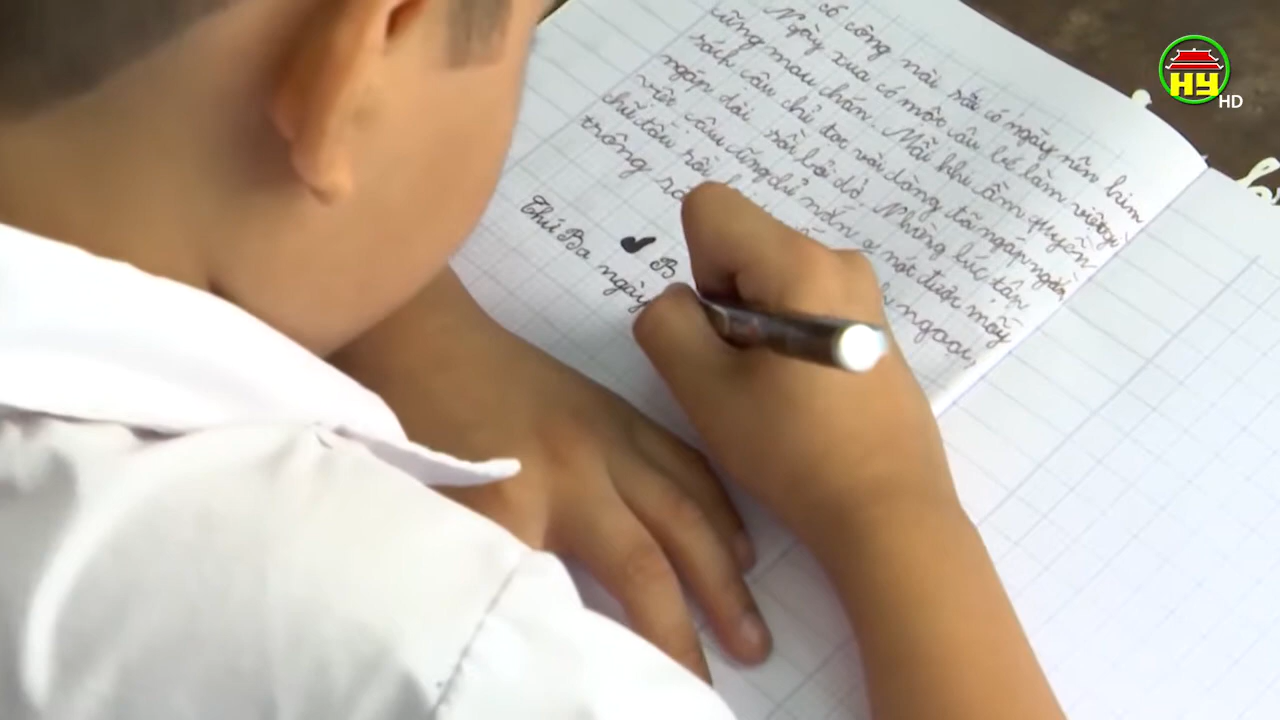 có công mài sắt có ngày nên kim
Ngày xưa có một cậu bé làm việc gì
cũng mau chán. Mỗi khi cầm quyển
sách cậu chỉ đọc vài dòng đã ngáp ngắn
ngáp dài rồi bỏ dở. Những lúc tập
viết cậu cũng chỉ nắn nót được mấy
chữ đầu rồi ngoạc,
trông
B
Thứ Ba ngày
HY
HD